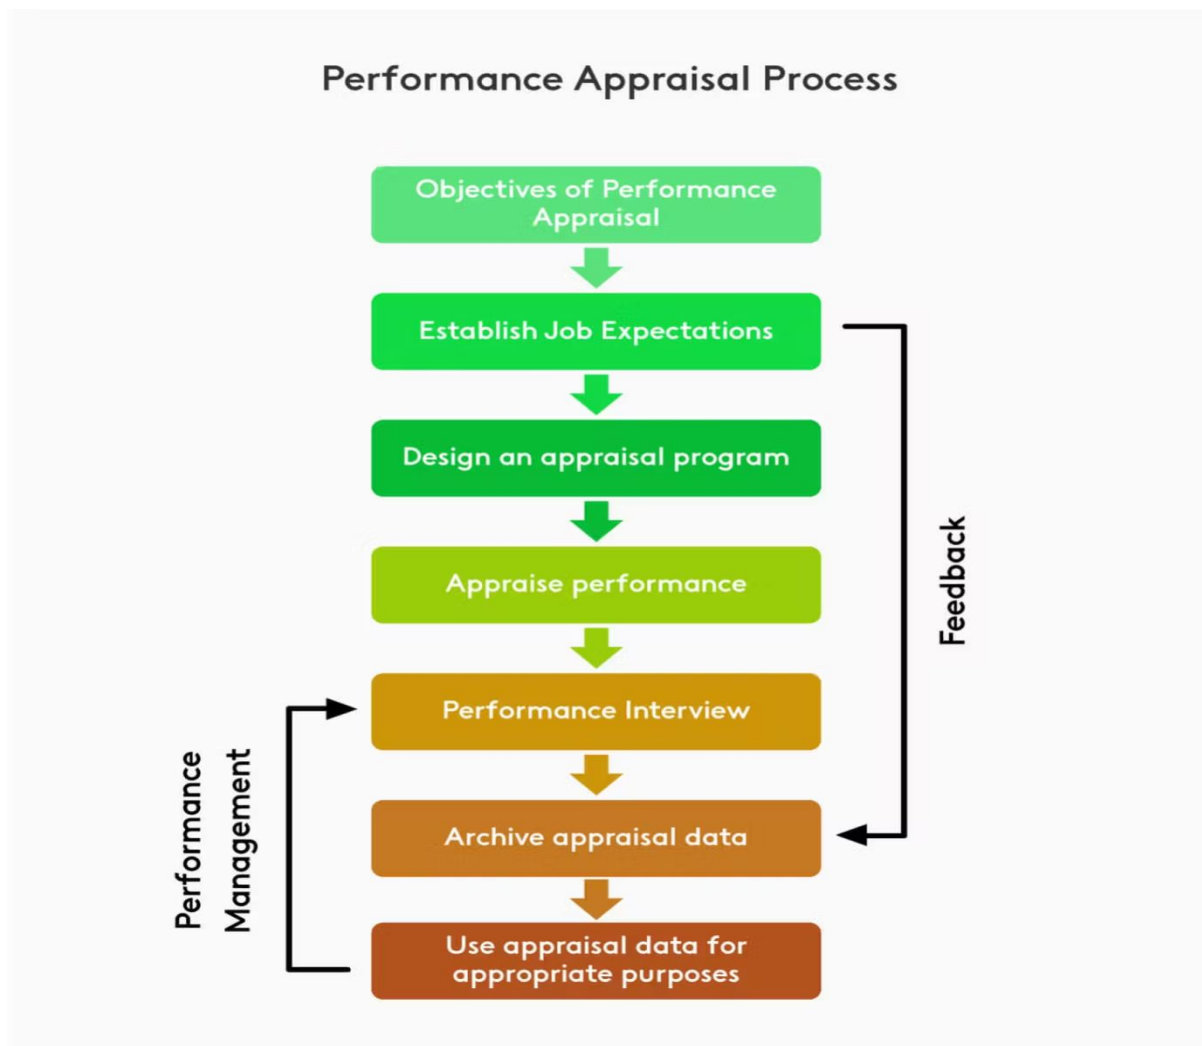 Performance Appraisal Process
Objectives of Performance
Appraisal
Establish Job Expectations
Design an appraisal program
Appraise performance
Feedback
Performance Interview
Performance
Management
Archive appraisal data
Use appraisal data for
appropriate purposes